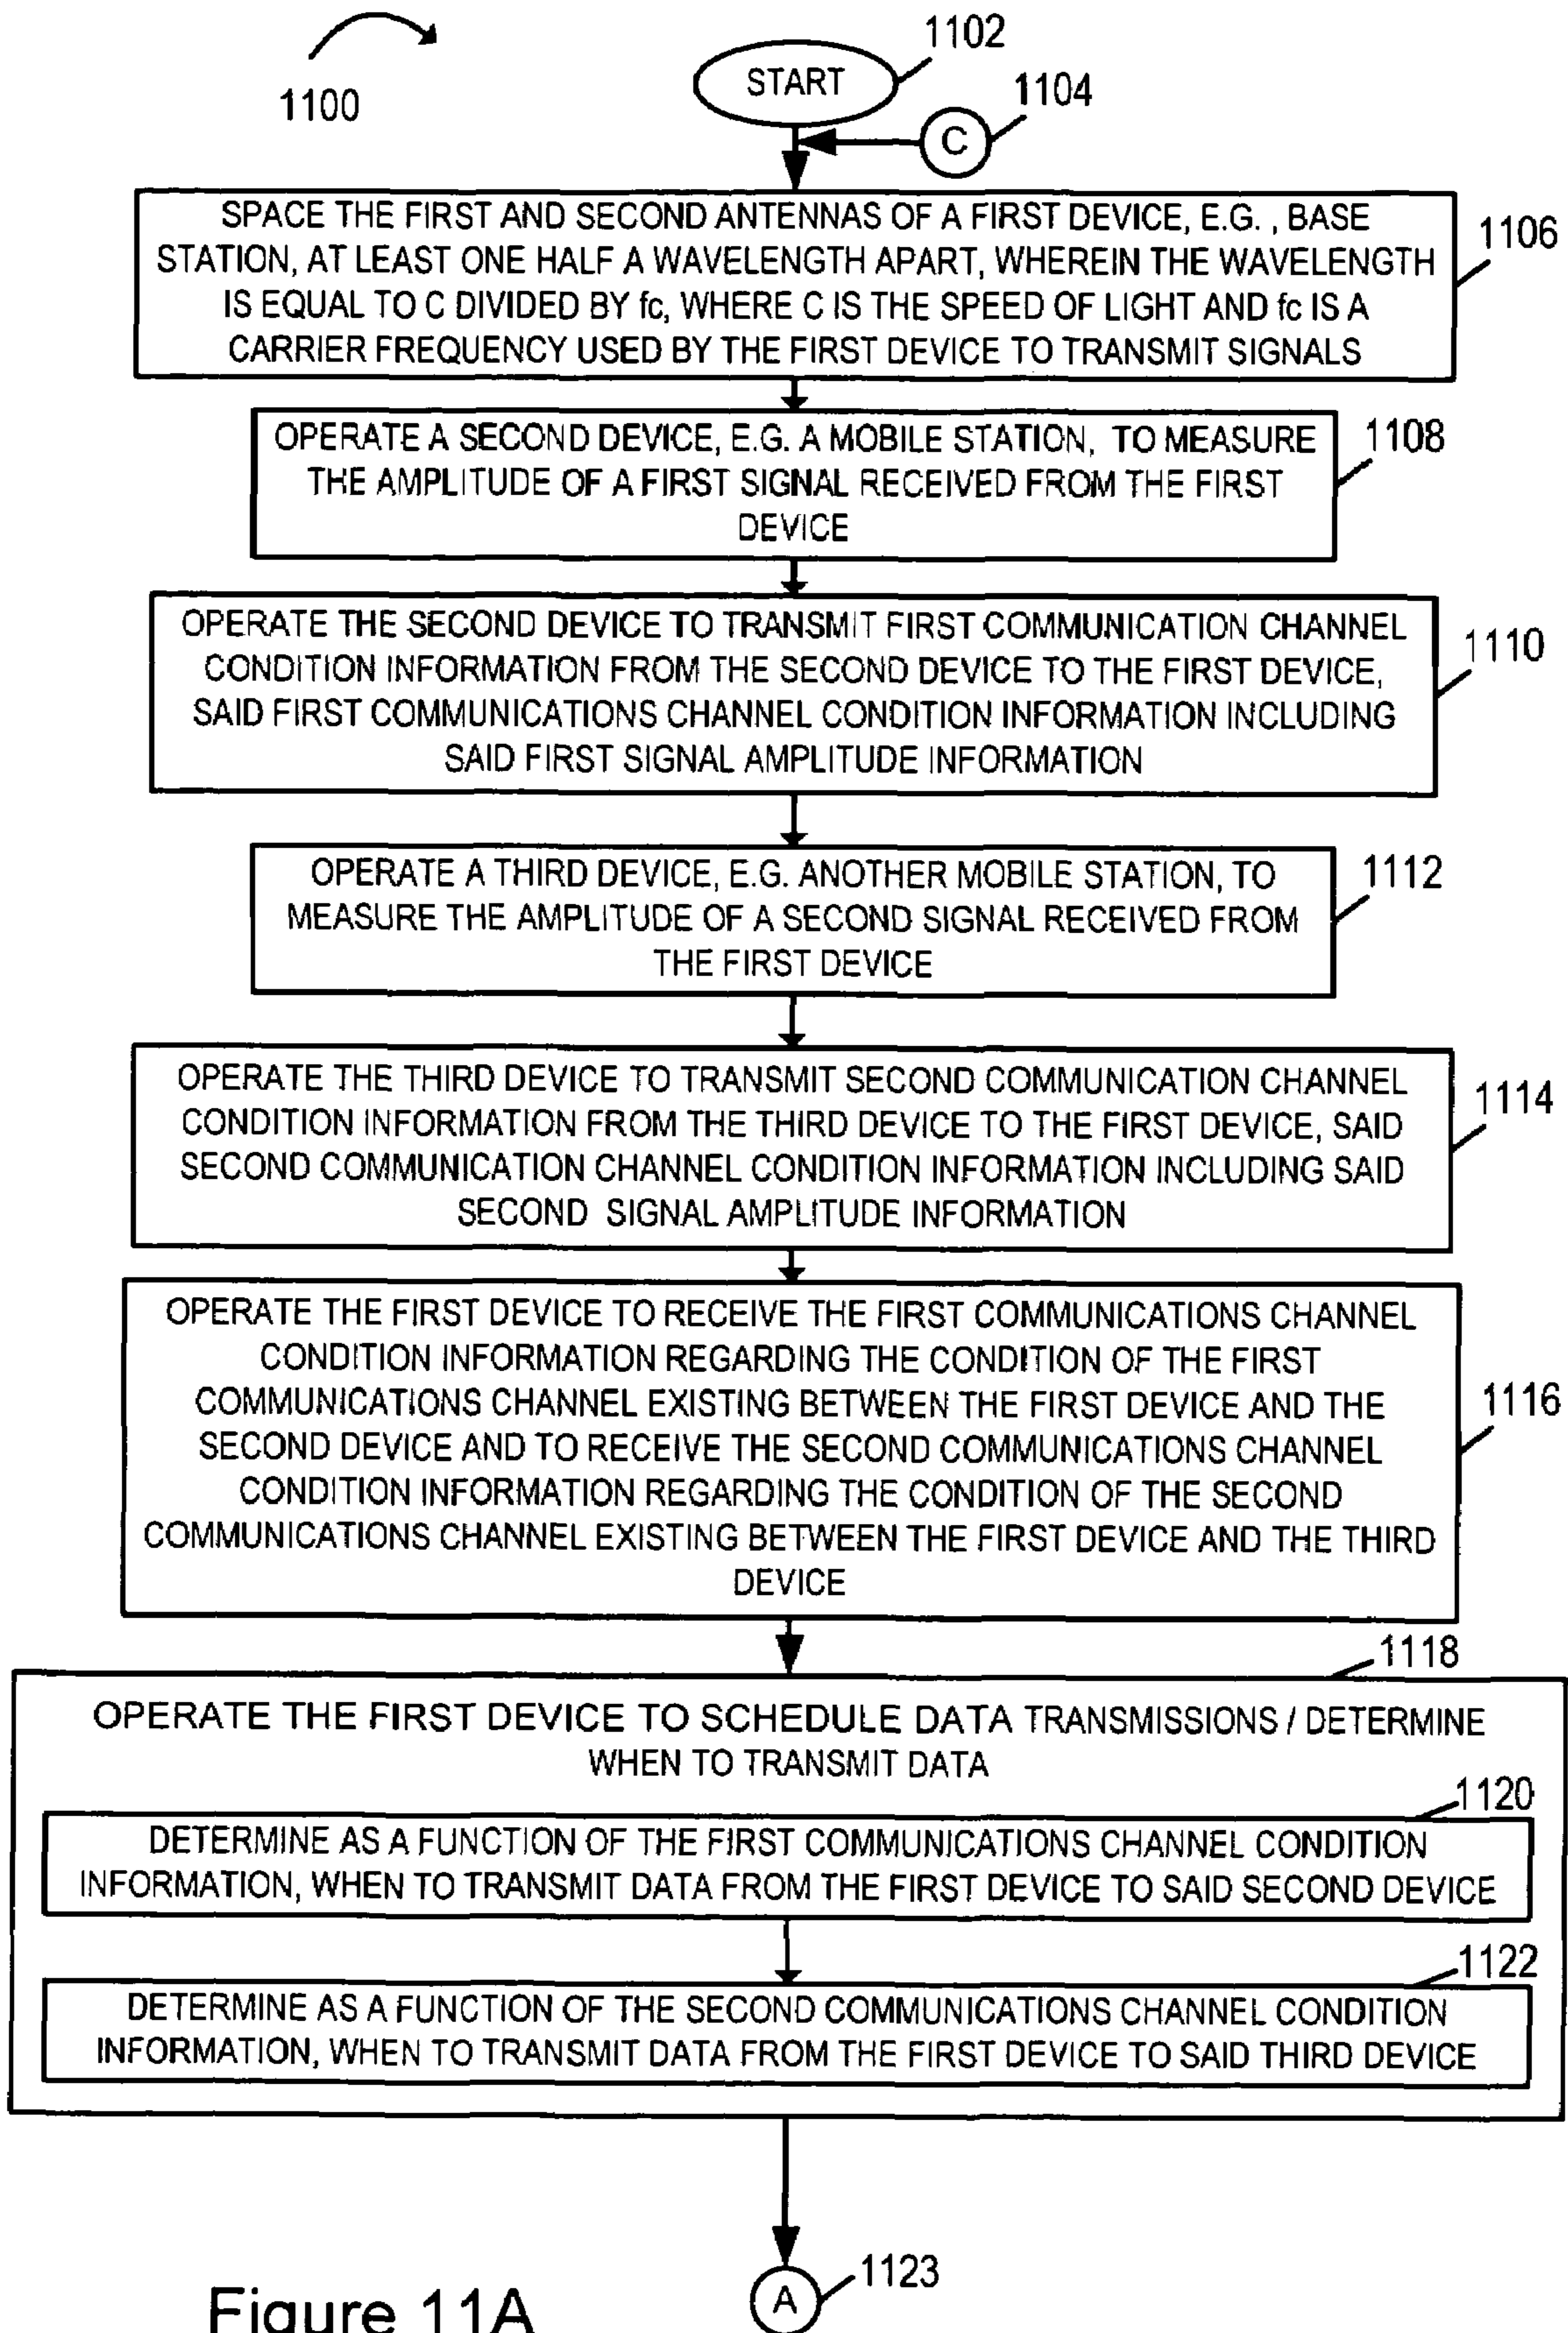 1100
START
1102
C
1104
SPACE THE FIRST AND SECOND ANTENNAS OF A FIRST DEVICE, E.G. , BASE
STATION, AT LEAST ONE HALF A WAVELENGTH APART, WHEREIN THE WAVELENGTH
IS EQUAL TO C DIVIDED BY fc, WHERE C IS THE SPEED OF LIGHT AND fc IS A
CARRIER FREQUENCY USED BY THE FIRST DEVICE TO TRANSMIT SIGNALS
1106
OPERATE A SECOND DEVICE, E.G. A MOBILE STATION, TO MEASURE
THE AMPLITUDE OF A FIRST SIGNAL RECEIVED FROM THE FIRST
DEVICE
1108
OPERATE THE SECOND DEVICE TO TRANSMIT FIRST COMMUNICATION CHANNEL
CONDITION INFORMATION FROM THE SECOND DEVICE TO THE FIRST DEVICE,
SAID FIRST COMMUNICATIONS CHANNEL CONDITION INFORMATION INCLUDING
SAID FIRST SIGNAL AMPLITUDE INFORMATION
1110
OPERATE A THIRD DEVICE, E.G. ANOTHER MOBILE STATION, TO
MEASURE THE AMPLITUDE OF A SECOND SIGNAL RECEIVED FROM
THE FIRST DEVICE
1112
OPERATE THE THIRD DEVICE TO TRANSMIT SECOND COMMUNICATION CHANNEL
CONDITION INFORMATION FROM THE THIRD DEVICE TO THE FIRST DEVICE, SAID
SECOND COMMUNICATION CHANNEL CONDITION INFORMATION INCLUDING SAID
SECOND SIGNAL AMPLITUDE INFORMATION
1114
OPERATE THE FIRST DEVICE TO RECEIVE THE FIRST COMMUNICATIONS CHANNEL
CONDITION INFORMATION REGARDING THE CONDITION OF THE FIRST
COMMUNICATIONS CHANNEL EXISTING BETWEEN THE FIRST DEVICE AND THE
SECOND DEVICE AND TO RECEIVE THE SECOND COMMUNICATIONS CHANNEL
CONDITION INFORMATION REGARDING THE CONDITION OF THE SECOND
COMMUNICATIONS CHANNEL EXISTING BETWEEN THE FIRST DEVICE AND THE THIRD
DEVICE
1116
1118
OPERATE THE FIRST DEVICE TO SCHEDULE DATA TRANSMISSIONS / DETERMINE
WHEN TO TRANSMIT DATA
1120
DETERMINE AS A FUNCTION OF THE FIRST COMMUNICATIONS CHANNEL CONDITION
INFORMATION, WHEN TO TRANSMIT DATA FROM THE FIRST DEVICE TO SAID SECOND DEVICE
1122
DETERMINE AS A FUNCTION OF THE SECOND COMMUNICATIONS CHANNEL CONDITION
INFORMATION, WHEN TO TRANSMIT DATA FROM THE FIRST DEVICE TO SAID THIRD DEVICE
A
1123
Figure 11A